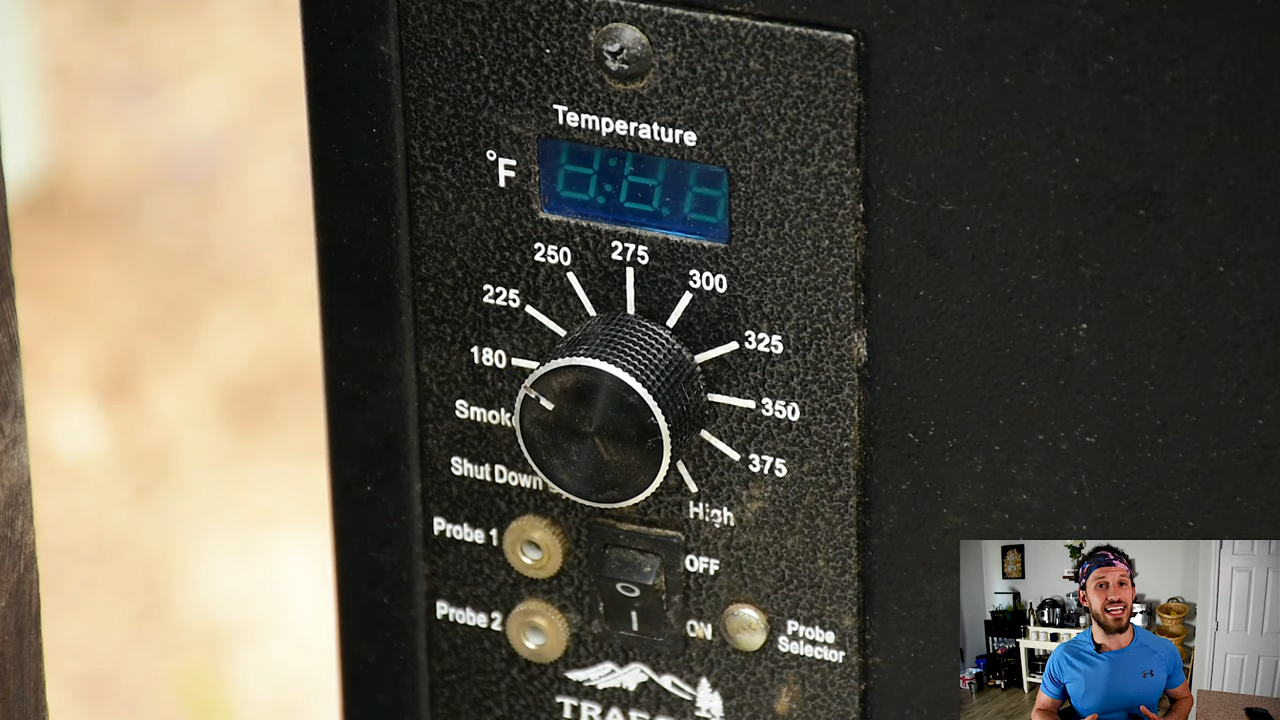 Temperature
°F
250 275 300
225 325
180 350
Smoke 375
Shut Down
High
Probe 1 OFF
Probe 2 ON Probe
Selector